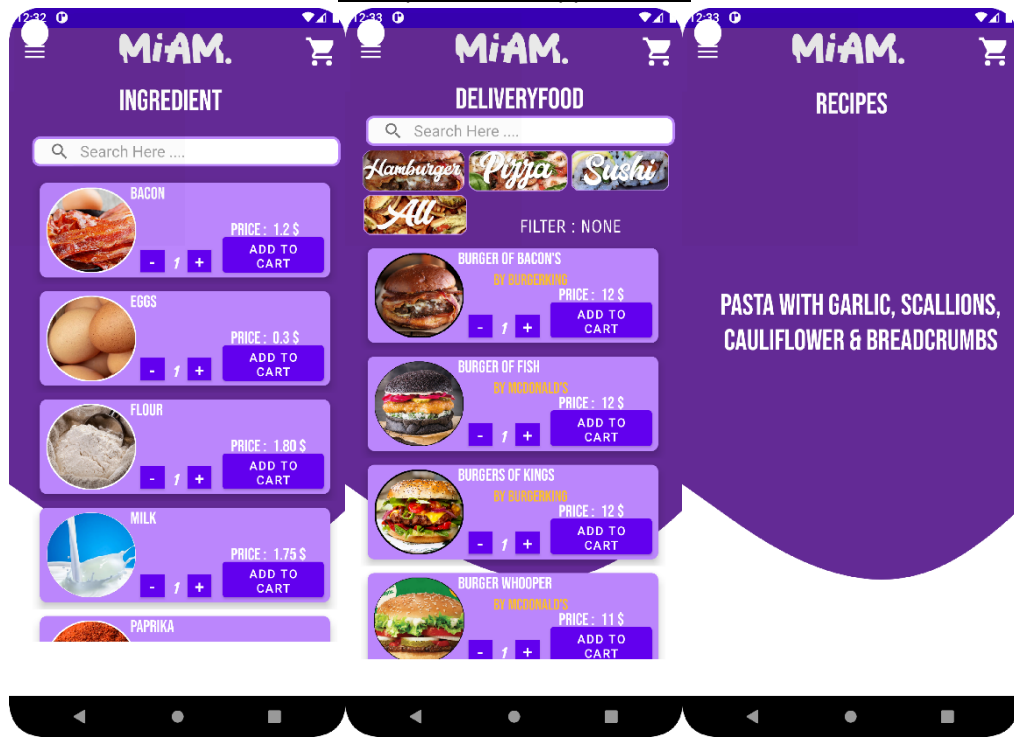 12:32
MiAM.
INGREDIENT
Search Here ....
BACON
PRICE : 1.2 $
- 1 +
ADD TO
CART
EGGS
PRICE : 0.3 $
- 1 +
ADD TO
CART
FLOUR
PRICE : 1.80 $
- 1 +
ADD TO
CART
MILK
PRICE : 1.75 $
- 1 +
ADD TO
CART
PAPRIKA
12:33
MiAM.
DELIVERYFOOD
Search Here ....
Hamburger
Pizza
Sushi
All
FILTER : NONE
BURGER OF BACON'S
BY BURGERKING
PRICE : 12 $
- 1 +
ADD TO
CART
BURGER OF FISH
BY MCDONALD'S
PRICE : 12 $
- 1 +
ADD TO
CART
BURGERS OF KINGS
BY BURGERKING
PRICE : 12 $
- 1 +
ADD TO
CART
BURGER WHOOPER
BY MCDONALD'S
PRICE : 11 $
- 1 +
ADD TO
CART
12:33
MiAM.
RECIPES
PASTA WITH GARLIC, SCALLIONS,
CAULIFLOWER & BREADCRUMBS